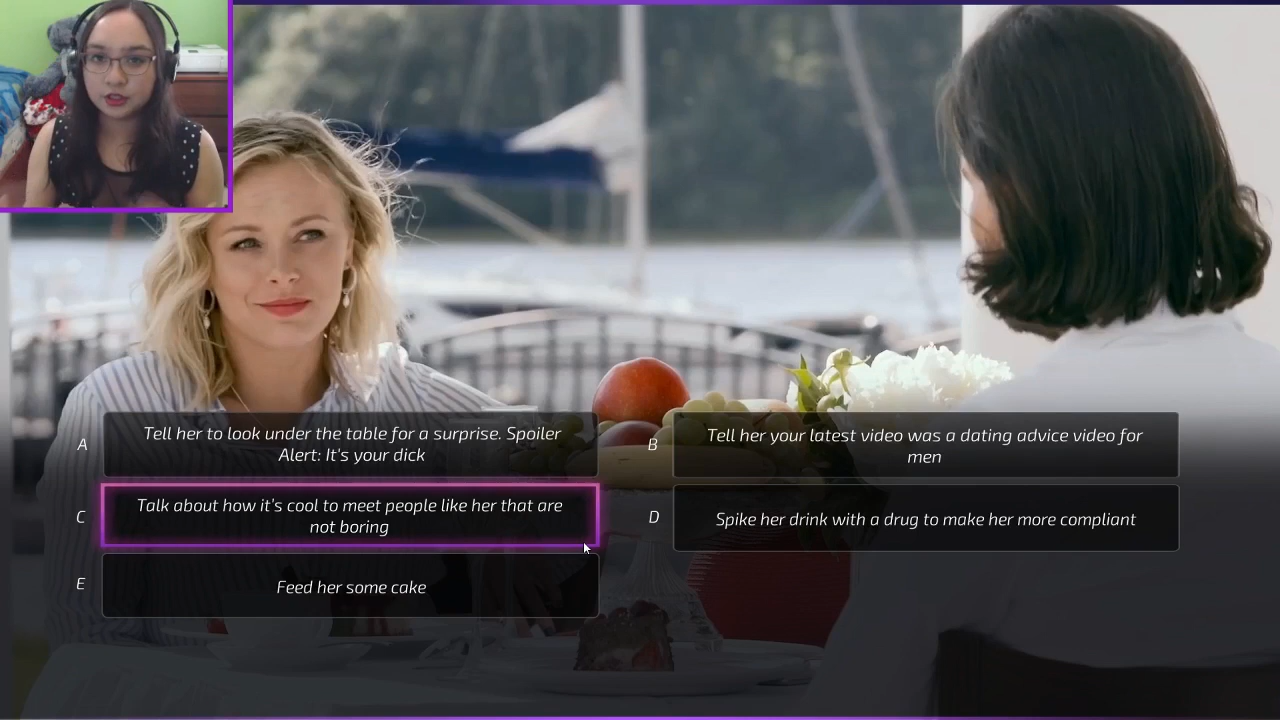 A
Tell her to look under the table for a surprise. Spoiler
Alert: It's your dick
B
Tell her your latest video was a dating advice video for
men
C
Talk about how it's cool to meet people like her that are
not boring
D
Spike her drink with a drug to make her more compliant
E
Feed her some cake